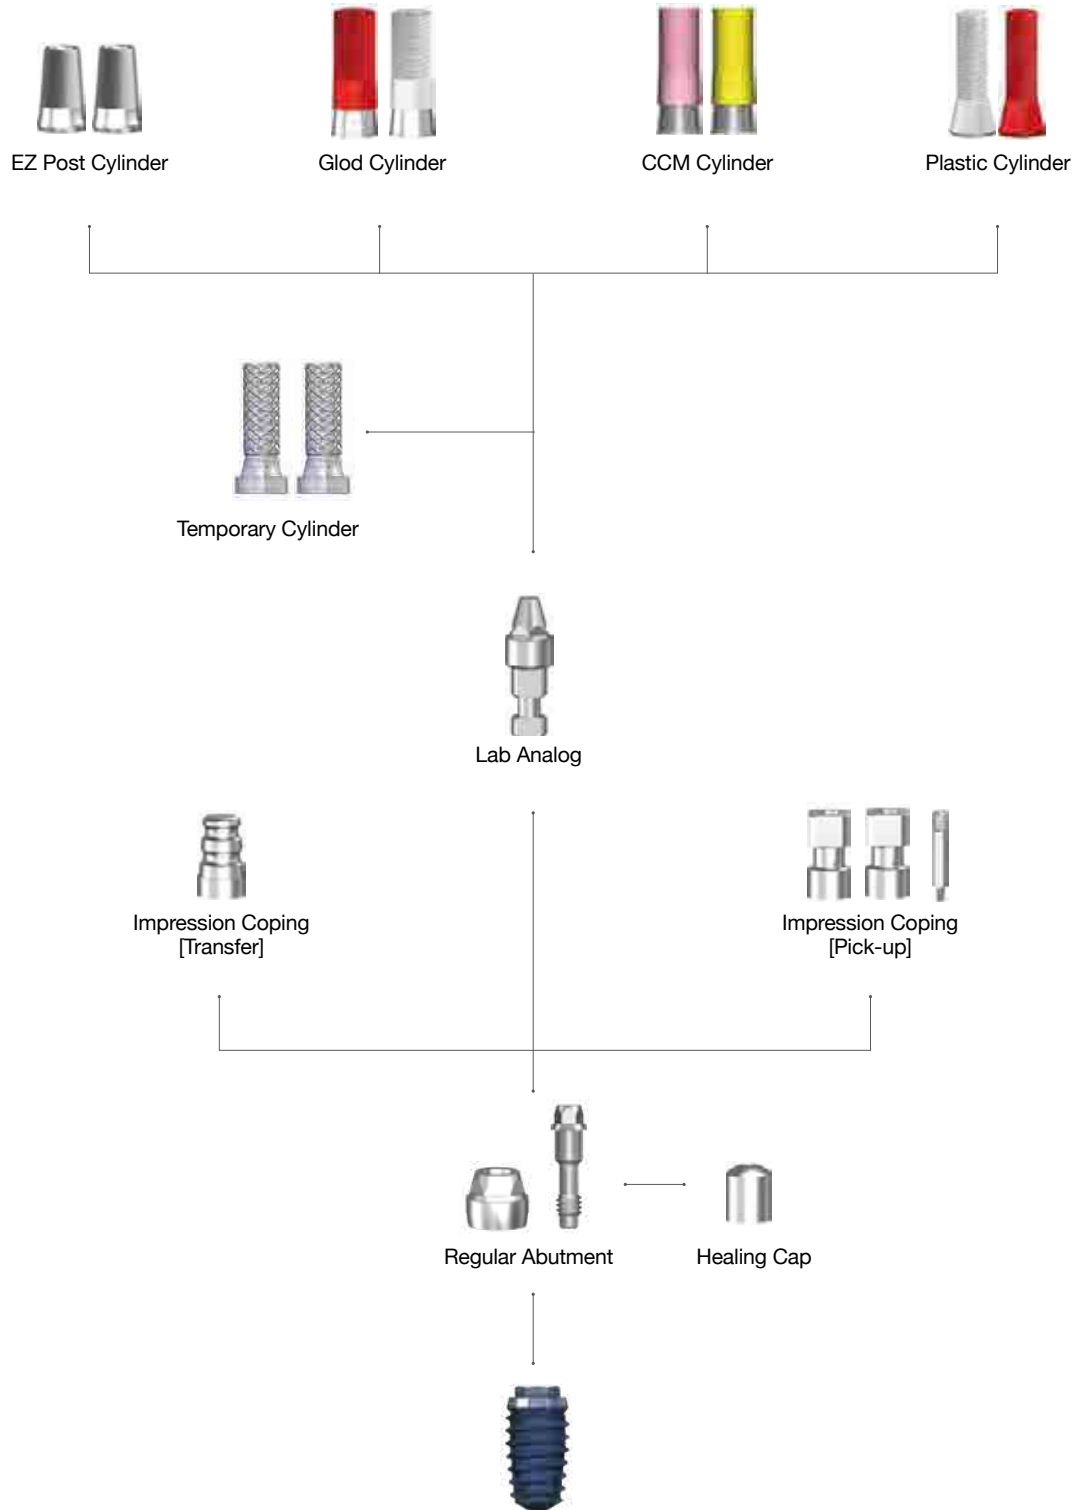 EZ Post Cylinder
Glod Cylinder
CCM Cylinder
Plastic Cylinder
Temporary Cylinder
Lab Analog
Impression Coping
[Transfer]
Impression Coping
[Pick-up]
Regular Abutment
Healing Cap